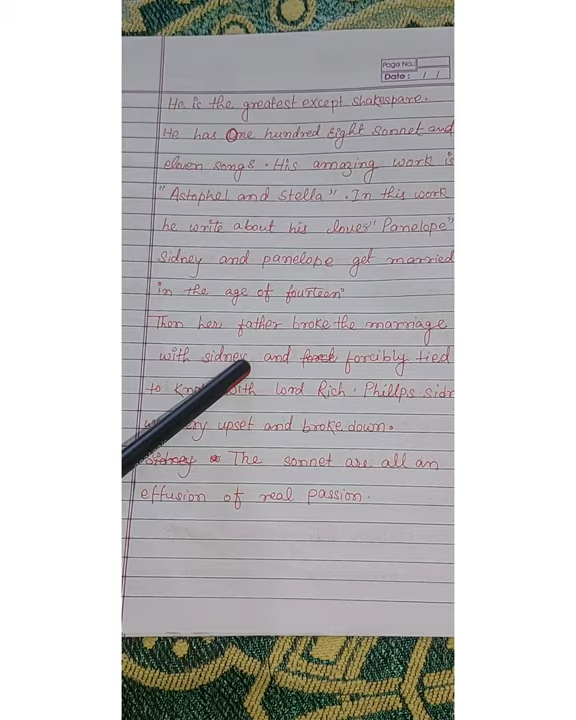 Page No.:
Date : / /
He is the greatest except shakespare.
He has One hundred Eight sonnet and
eleven songs. His amazing work is
"Astophel and Stella". In this work
he write about his lover "Panelope"
Sidney and panelope get married
in the age of fourteen.
Then her father broke the marriage
with sidney and forcibly tied
to with Lord Rich. Phillps
upset and broke down.
Sidney The sonnet are all an
effusion of real passion.